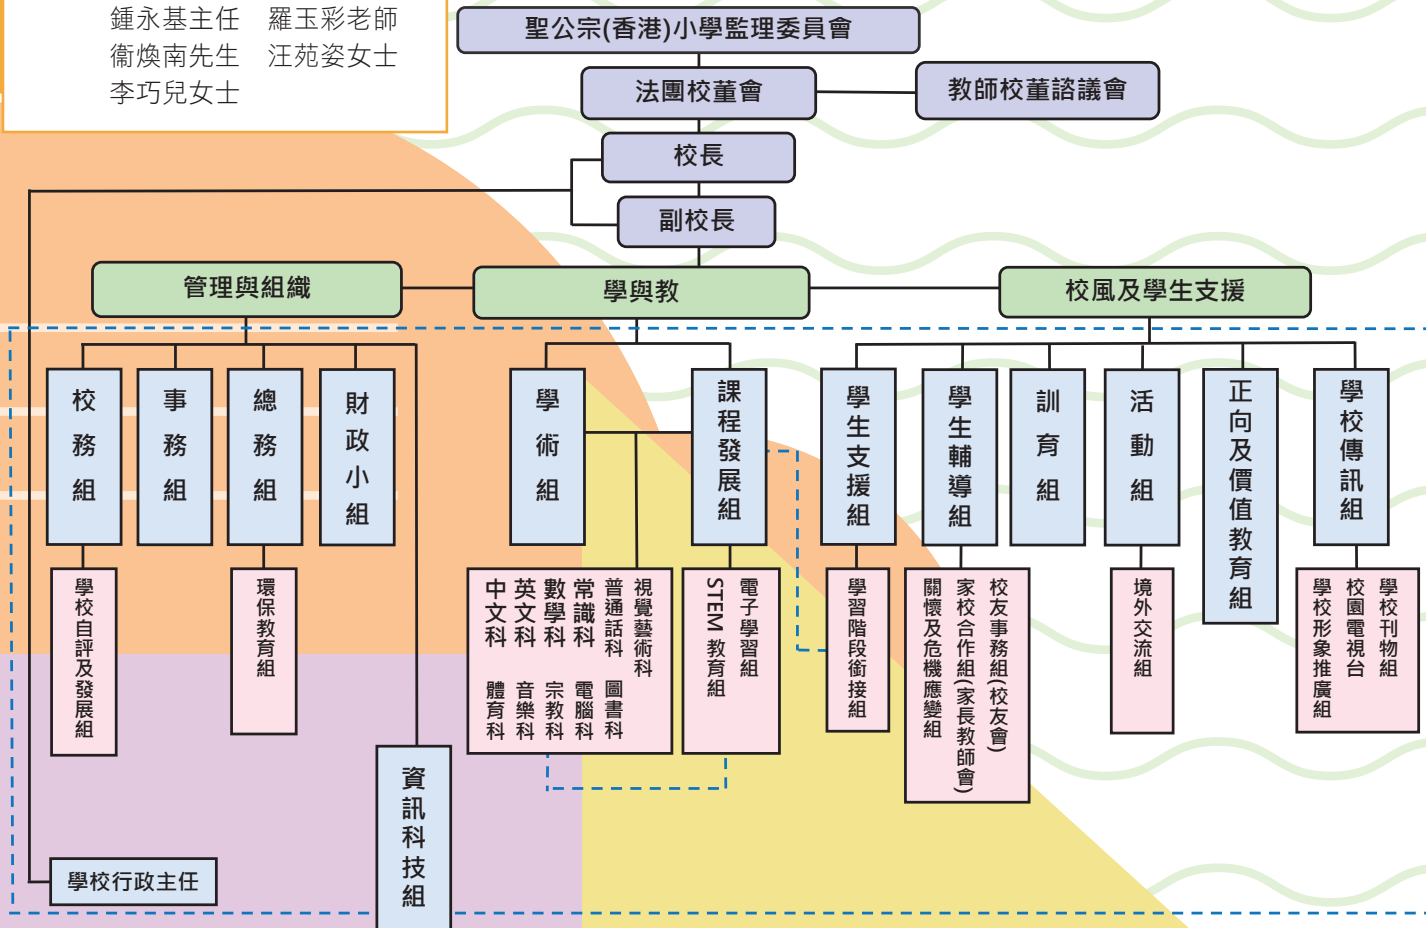 鍾永基主任　羅玉彩老師
衞煥南先生　汪苑姿女士
李巧兒女士
聖公宗(香港)小學監理委員會
法團校董會
教師校董諮議會
校長
副校長
管理與組織
學與教
校風及學生支援
校務組
事務組
總務組
財政小組
學術組
課程發展組
學生支援組
學生輔導組
訓育組
活動組
正向及價值教育組
學校傳訊組
學校自評及發展組
環保教育組
中文科　體育科
英文科　音樂科
數學科　宗教科
常識科　電腦科
普通話科　圖書科
視覺藝術科
電子學習組
STEM 教育組
學習階段銜接組
校友事務組(校友會)
家校合作組(家長教師會)
關懷及危機應變組
境外交流組
學校刊物組
校園電視台
學校形象推廣組
資訊科技組
學校行政主任